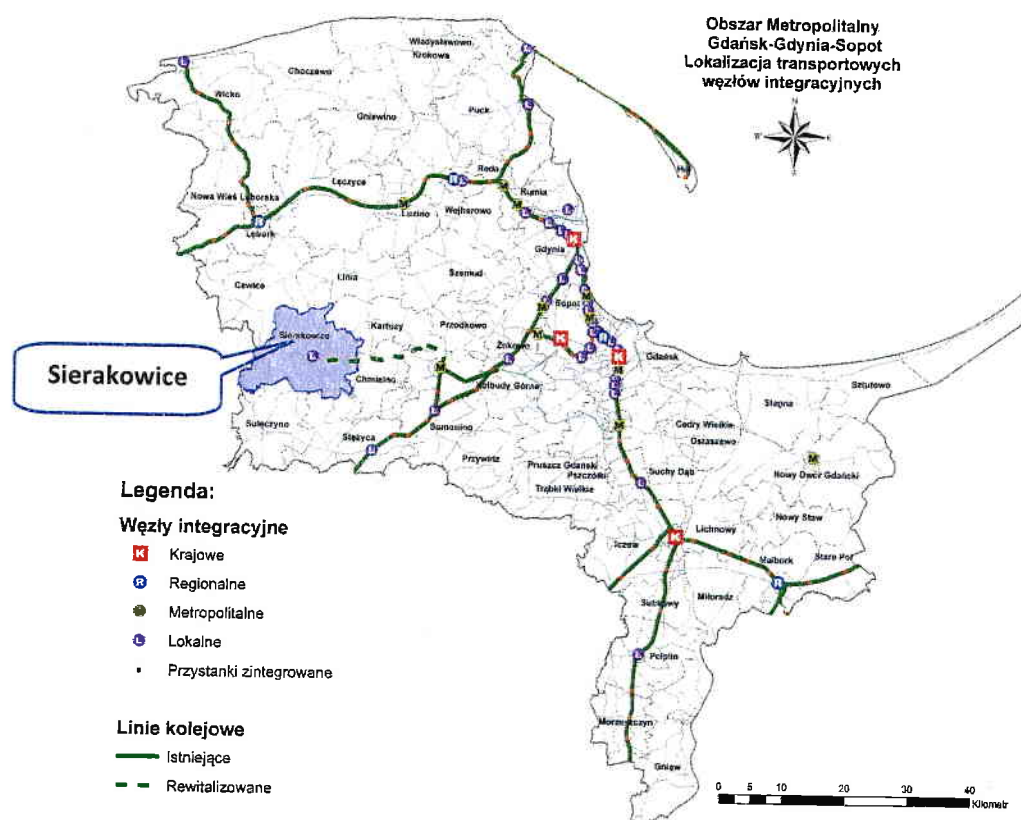 Obszar Metropolitalny
Gdańsk-Gdynia-Sopot
Lokalizacja transportowych
węzłów integracyjnych
N
W
E
S
Władysławowo
Krokowa
Choczewo
Wicko
Gniewino
Puck
Hel
Reda
Rumia
Łęczyce
Nowa Wieś Lęborska
Luzino
Wejherowo
Lębork
Gdynia
Cewice
Linia
Szemud
Sopot
Sierakowice
Kartuzy
Przodkowo
Żukowo
Gdańsk
Sierakowice
Chmielno
Kolbudy Górne
Sztutowo
Stegna
Sulęczyno
Stężyca
Somonino
Cedry Wielkie
Ostaszewo
Przywidz
Pruszcz Gdański
Pszczółki
Trąbki Wielkie
Suchy Dąb
Nowy Dwór Gdański
Nowy Staw
Lichnowy
Tczew
Malbork
Stare Pol
Subkowy
Miłoradz
Pelplin
Morzeszczyn
Gniew
Legenda:
Węzły integracyjne
K Krajowe
R Regionalne
M Metropolitalne
L Lokalne
Przystanki zintegrowane
Linie kolejowe
Istniejące
Rewitalizowane
0 5 10 20 30 40
Kilometr